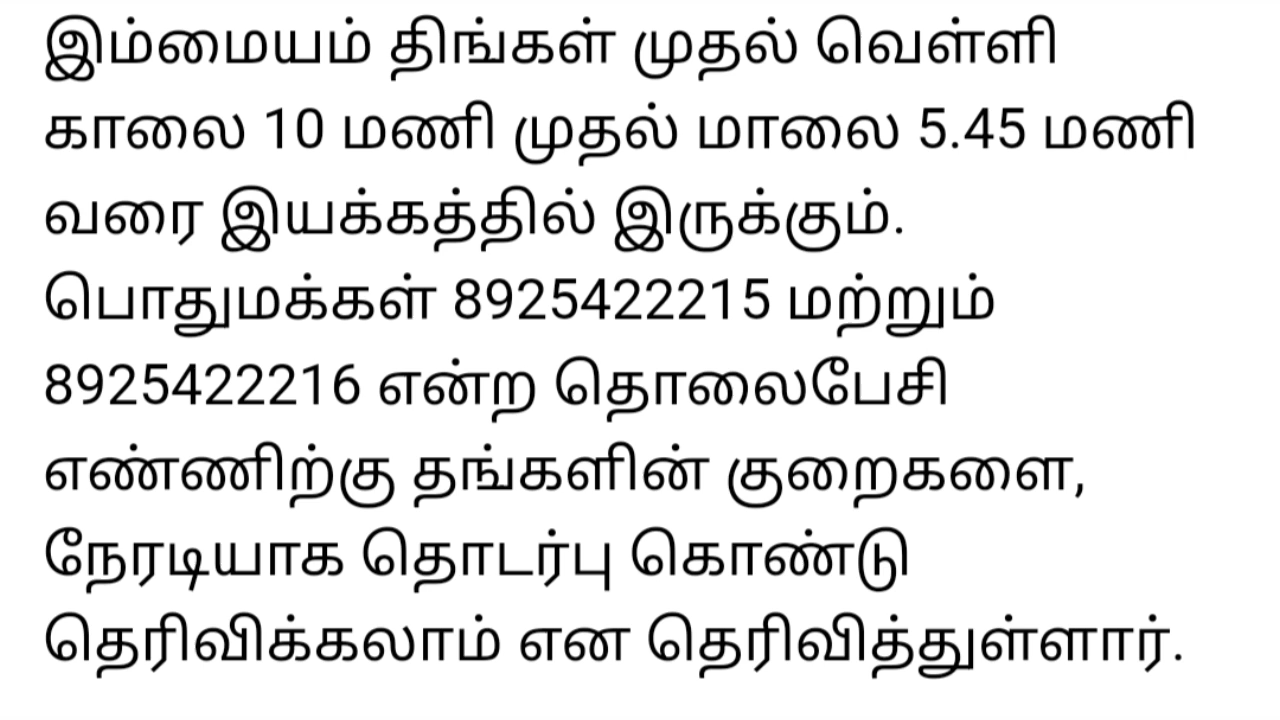 இம்மையம் திங்கள் முதல் வெள்ளி
காலை 10 மணி முதல் மாலை 5.45 மணி
வரை இயக்கத்தில் இருக்கும்.
பொதுமக்கள் 8925422215 மற்றும்
8925422216 என்ற தொலைபேசி
எண்ணிற்கு தங்களின் குறைகளை,
நேரடியாக தொடர்பு கொண்டு
தெரிவிக்கலாம் என தெரிவித்துள்ளார்.